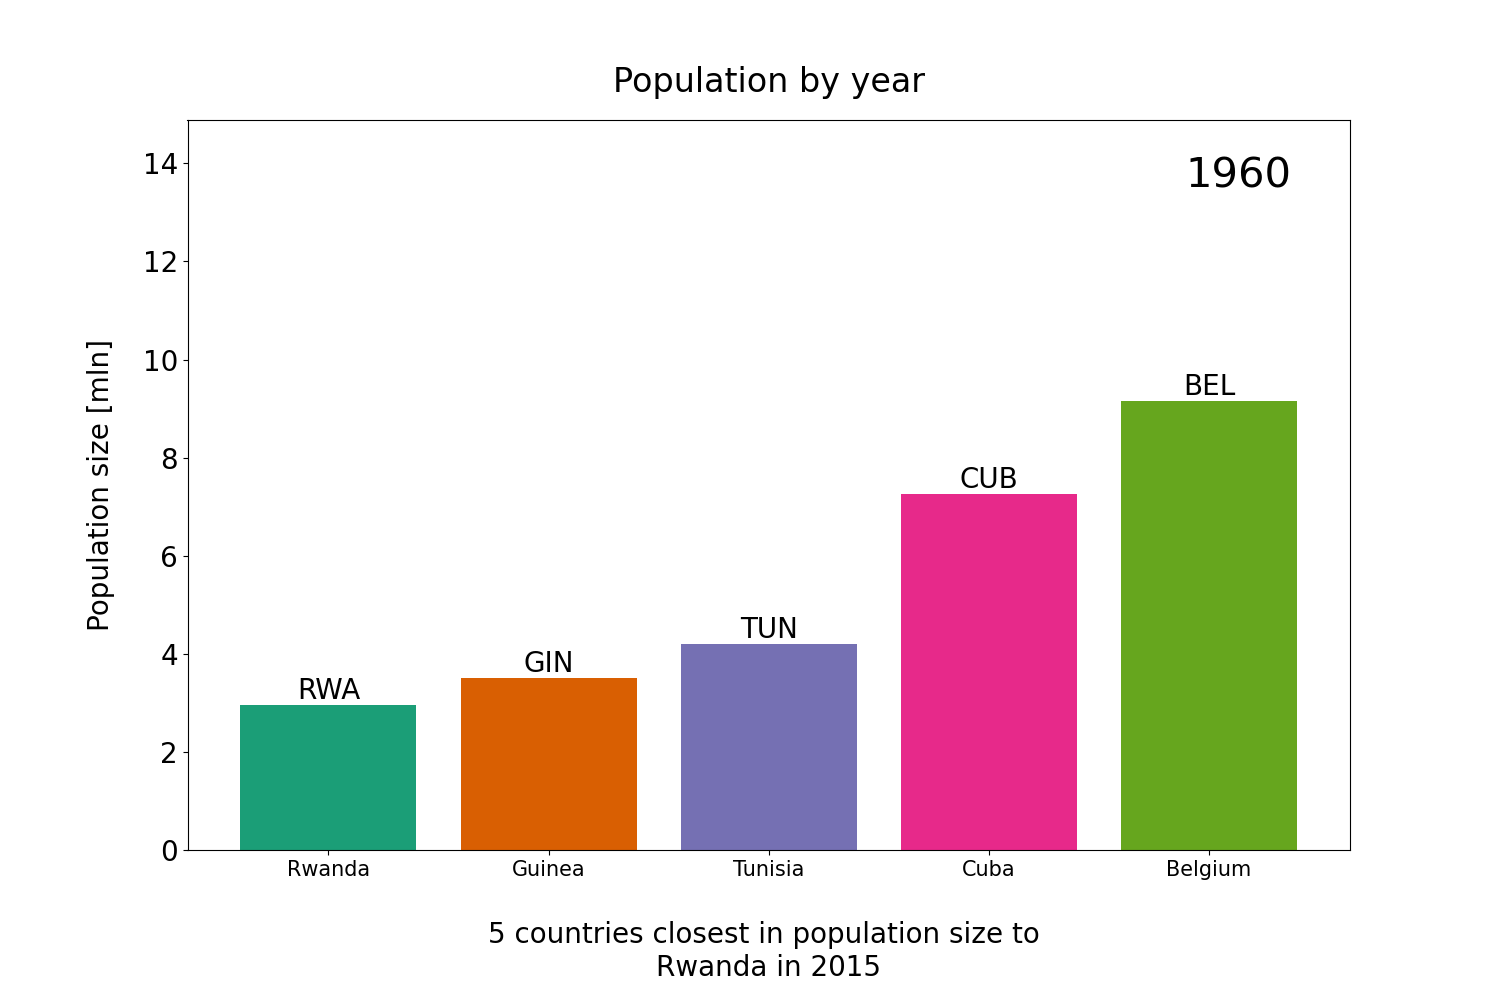 Population by year
1960
14
12
10
8
6
4
2
0
Population size [mln]
RWA
GIN
TUN
CUB
BEL
Rwanda
Guinea
Tunisia
Cuba
Belgium
5 countries closest in population size to
Rwanda in 2015